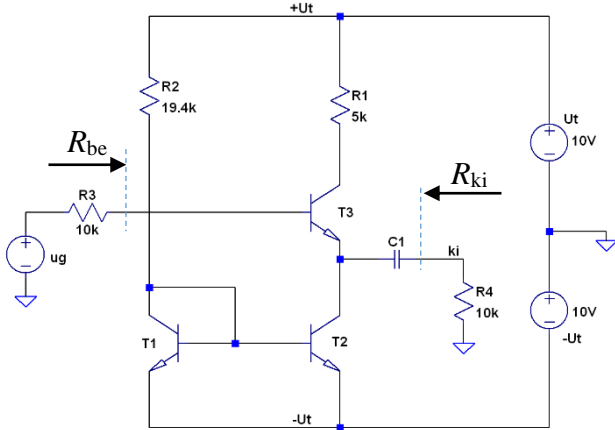 +Ut
R2
19.4k
R1
5k
Ut
10V
Rbe
Rki
R3
10k
T3
C1
ki
ug
R4
10k
10V
-Ut
T1
T2
-Ut